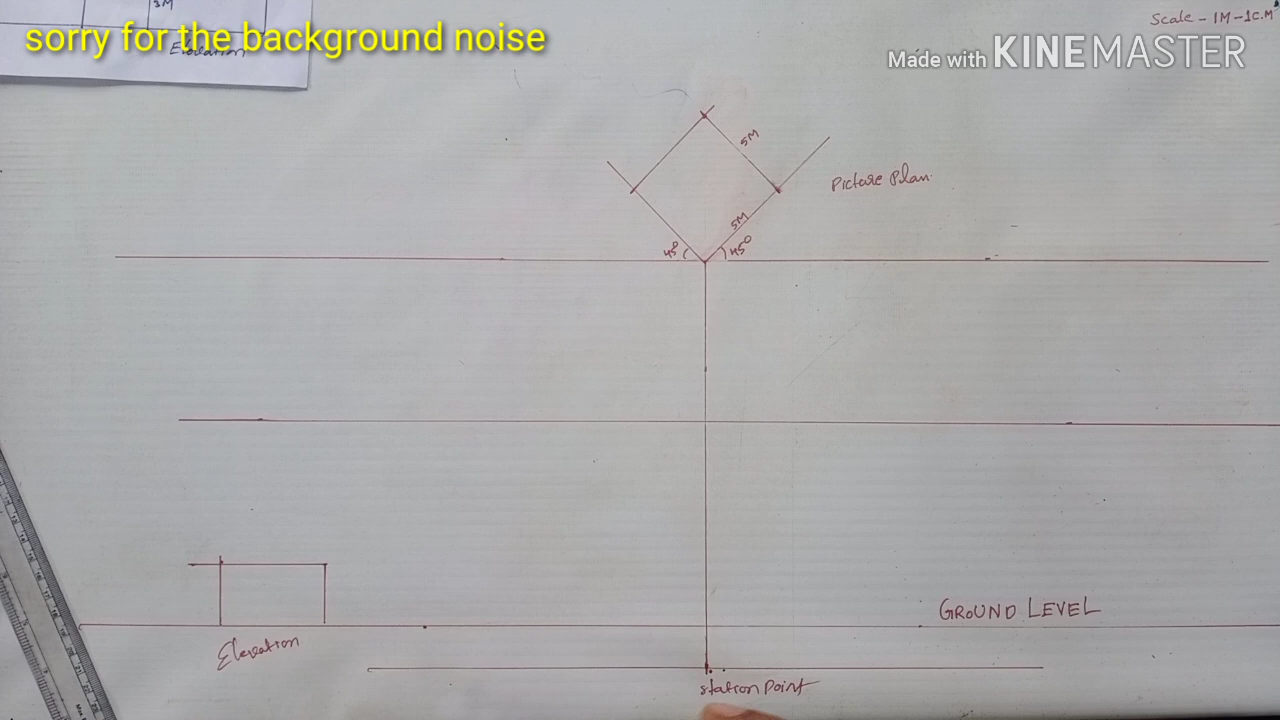 3M
Elevation
sorry for the background noise
Scale - 1M - 1C.M
Made with KINEMASTER
5M
Picture Plan.
5M
45°
45°
GROUND LEVEL
Elevation
Station Point